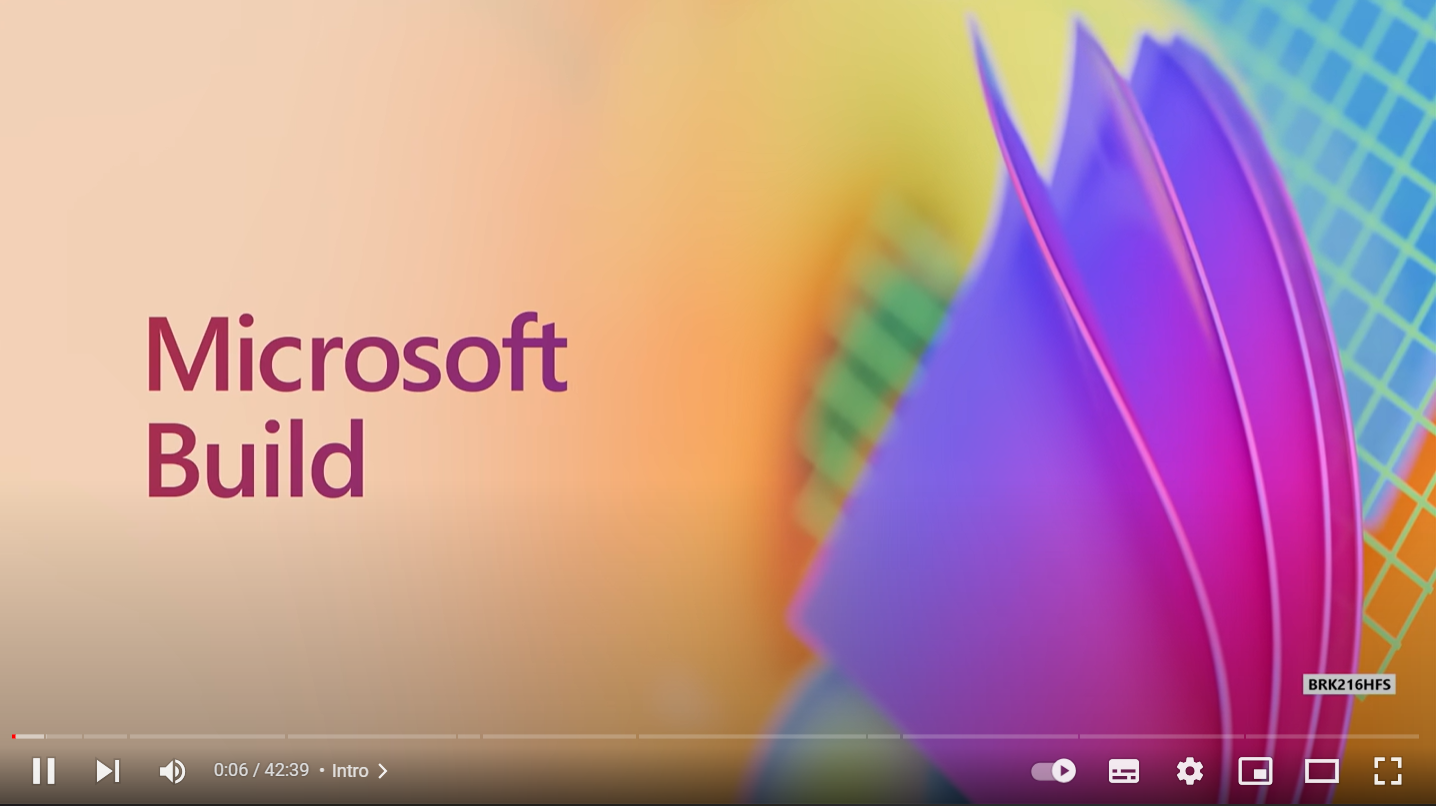 Microsoft
Build
BRK216HFS
0:06 / 42:39 • Intro